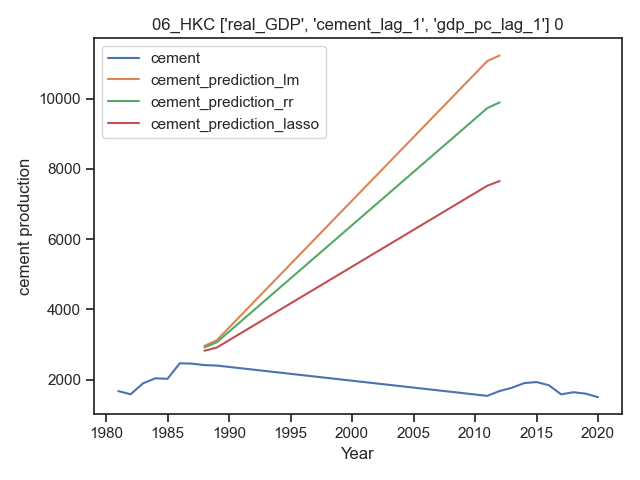 06_HKC ['real_GDP', 'cement_lag_1', 'gdp_pc_lag_1'] 0
cement
cement_prediction_lm
cement_prediction_rr
cement_prediction_lasso
cement production
10000
8000
6000
4000
2000
1980 1985 1990 1995 2000 2005 2010 2015 2020
Year